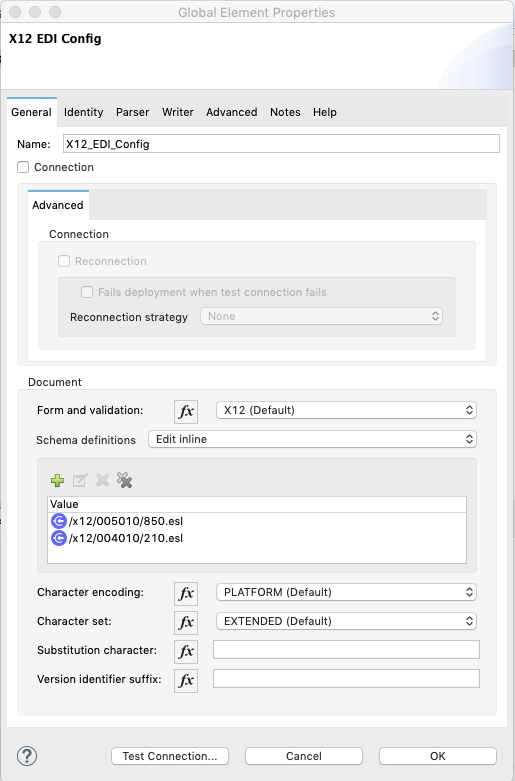 Global Element Properties
X12 EDI Config
General Identity Parser Writer Advanced Notes Help
Name: X12_EDI_Config
Connection
Advanced
Connection
Reconnection
Fails deployment when test connection fails
Reconnection strategy None
Document
Form and validation: fx X12 (Default)
Schema definitions Edit inline
Value
/x12/005010/850.esl
/x12/004010/210.esl
Character encoding: fx PLATFORM (Default)
Character set: fx EXTENDED (Default)
Substitution character: fx
Version identifier suffix: fx
? Test Connection... Cancel OK